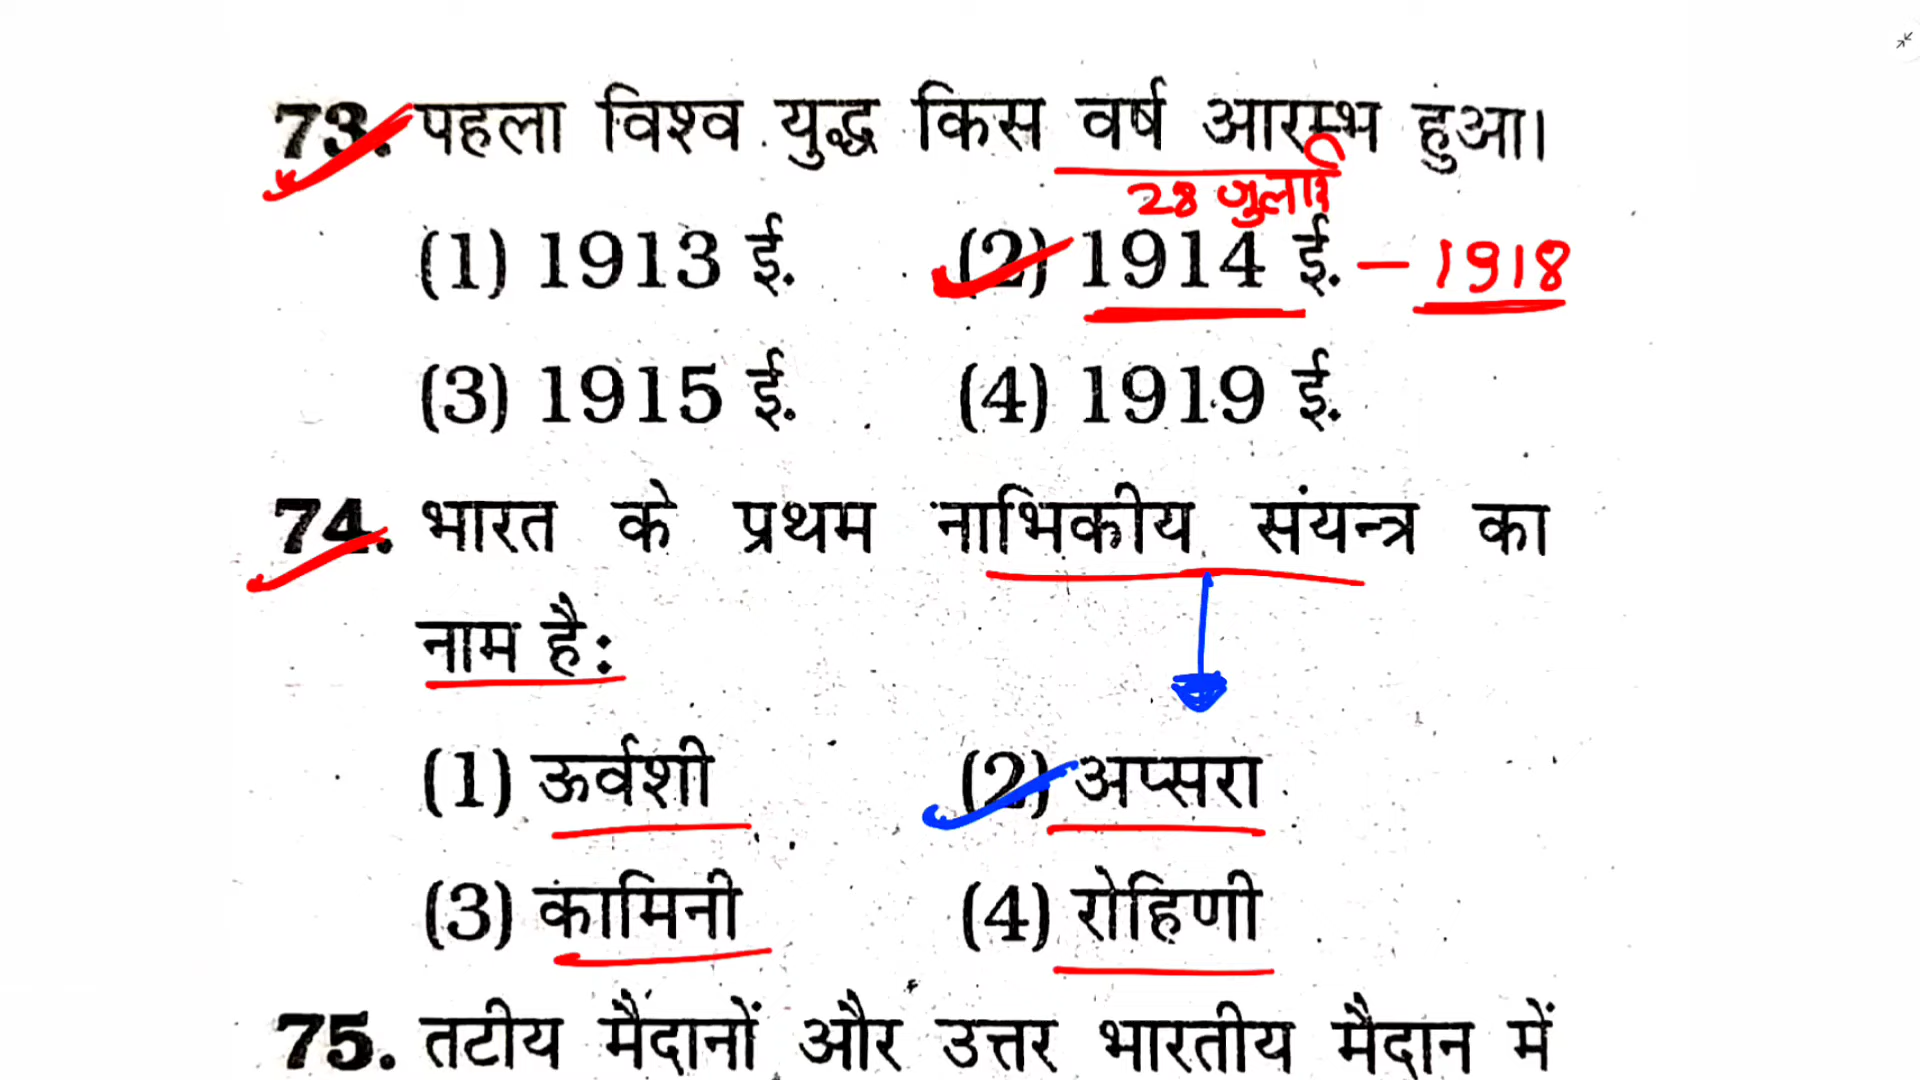 73. पहला विश्व युद्ध किस वर्ष आरम्भ हुआ।
28 जुलाई
(1) 1913 ई. (2) 1914 ई. – 1918
(3) 1915 ई. (4) 1919 ई.
74. भारत के प्रथम नाभिकीय संयन्त्र का
नाम है:
(1) ऊर्वशी (2) अप्सरा
(3) कामिनी (4) रोहिणी
75. तटीय मैदानों और उत्तर भारतीय मैदान में